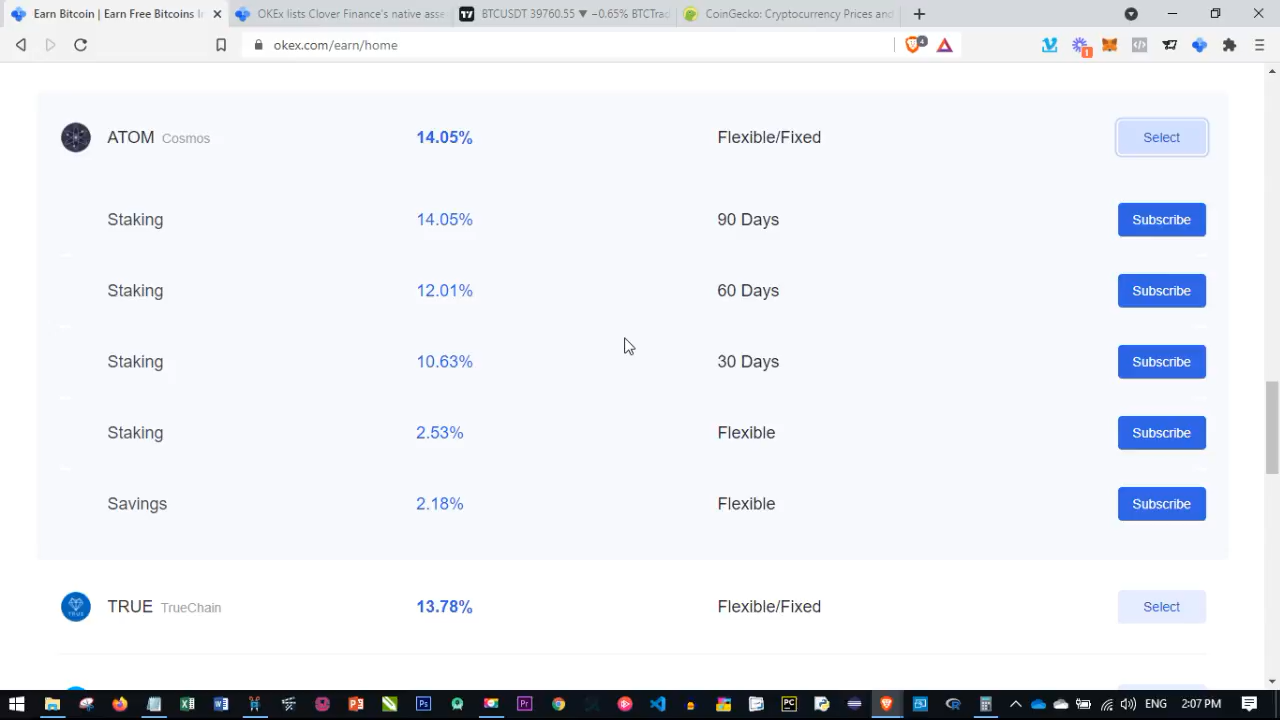 Earn Bitcoin | Earn Free Bitcoins I
OKEx lists Clover Finance's native asse
BTCUSDT 39760.55 ▼ −0.65% BTCTrad
CoinGecko: Cryptocurrency Prices and
okex.com/earn/home
4
1
ATOM Cosmos 14.05% Flexible/Fixed Select
Staking 14.05% 90 Days Subscribe
Staking 12.01% 60 Days Subscribe
Staking 10.63% 30 Days Subscribe
Staking 2.53% Flexible Subscribe
Savings 2.18% Flexible Subscribe
TRUE TrueChain 13.78% Flexible/Fixed Select
ENG 2:07 PM